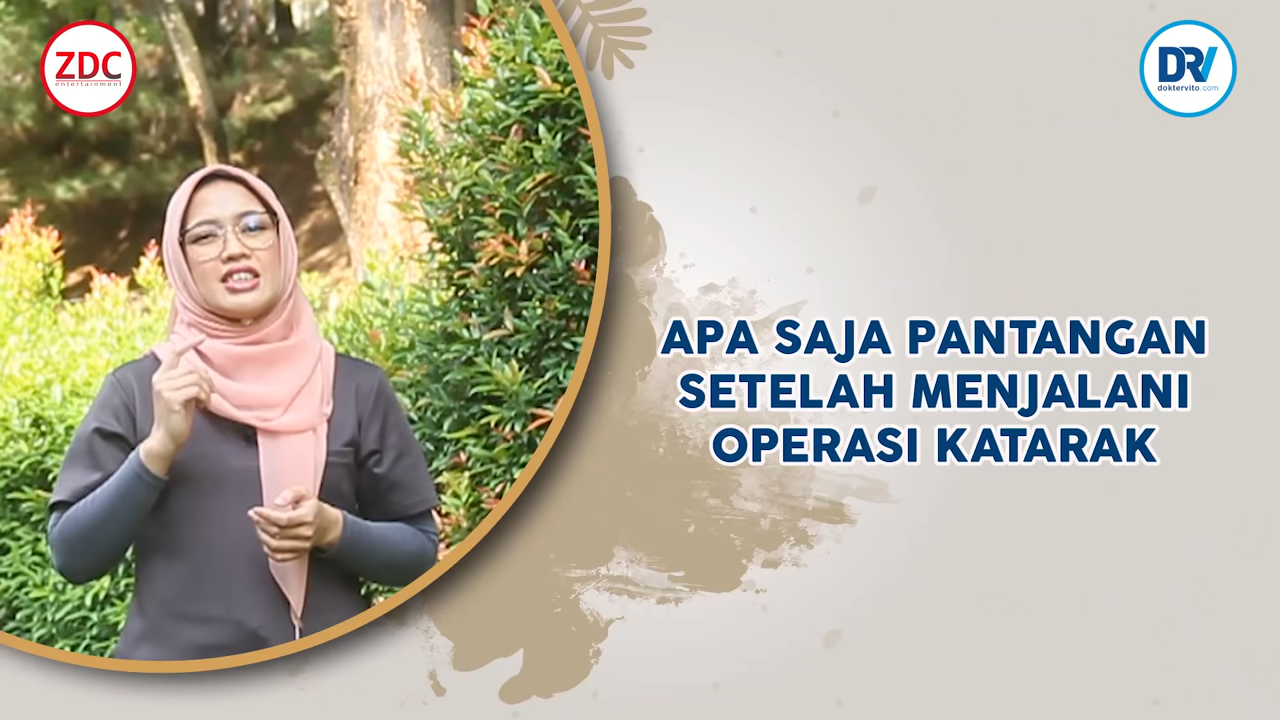 ZDC
entertainment
DRV
doktervito.com
APA SAJA PANTANGAN
SETELAH MENJALANI
OPERASI KATARAK